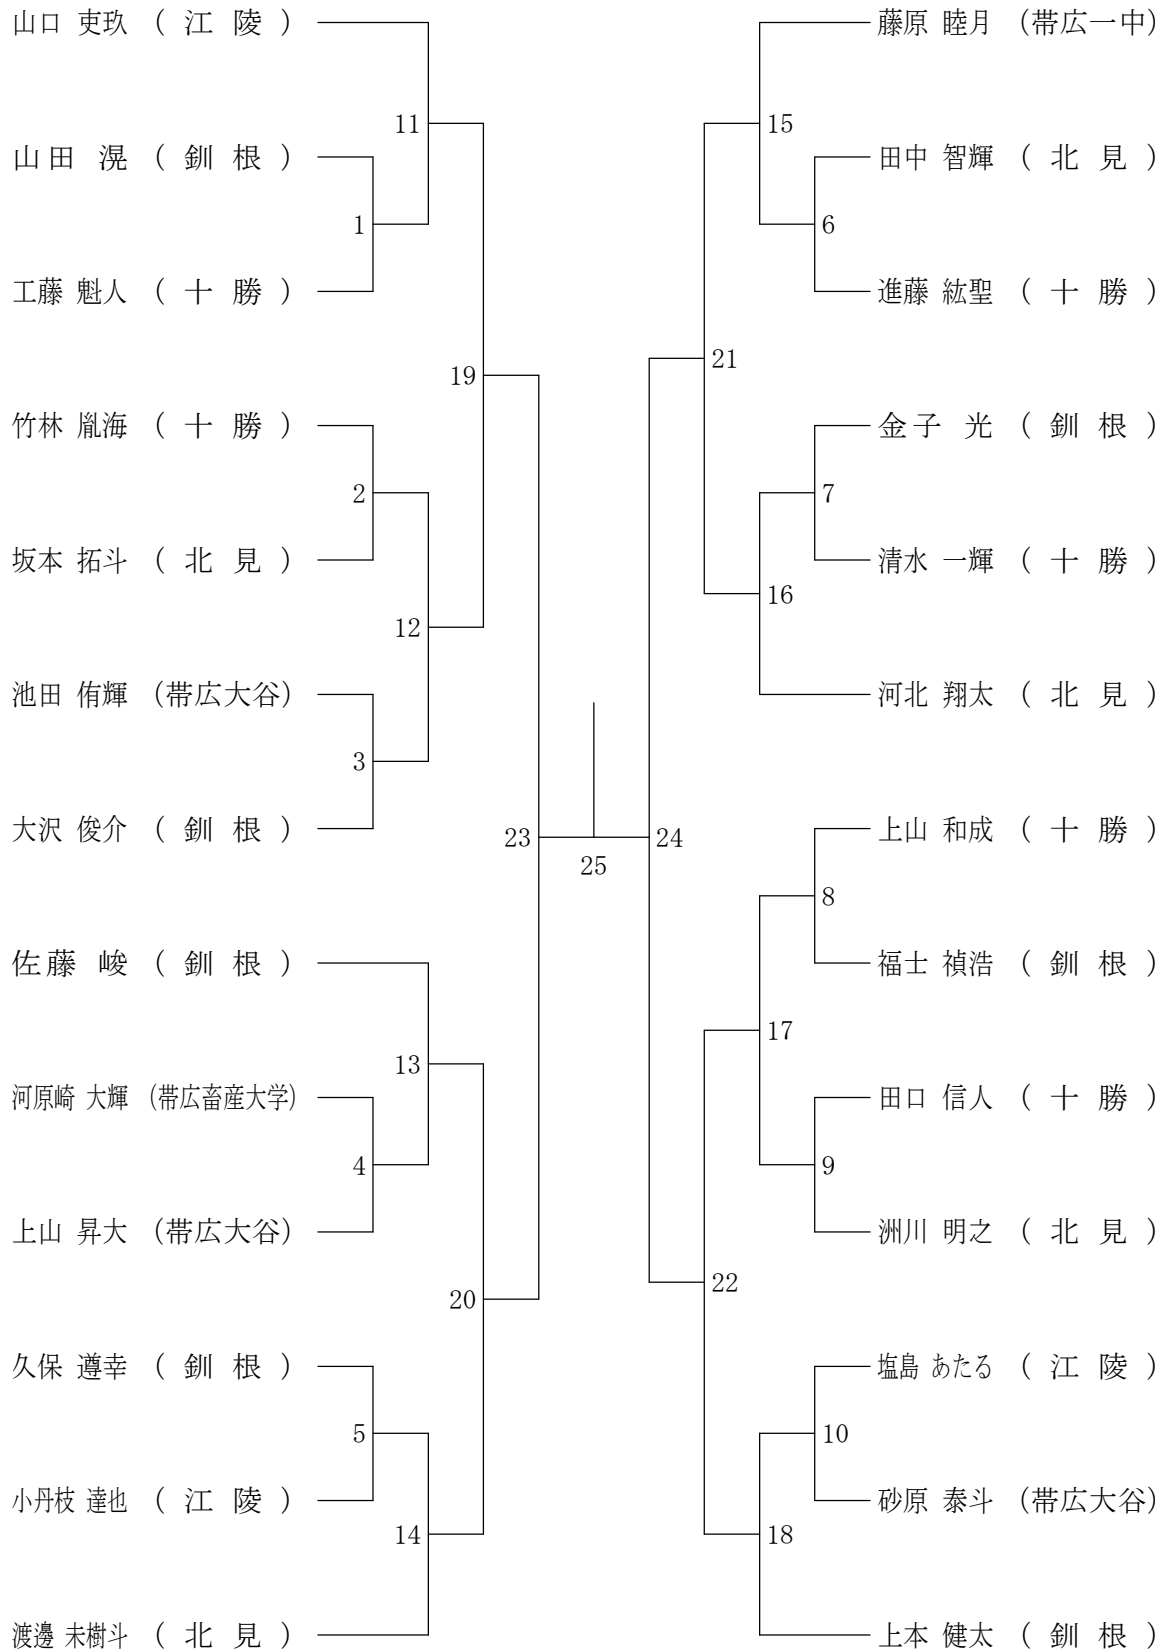 山口 吏玖 ( 江 陵 )
11
山田 滉 ( 釧 根 )
1
工藤 魁人 ( 十 勝 )
19
竹林 胤海 ( 十 勝 )
2
坂本 拓斗 ( 北 見 )
12
池田 侑輝 (帯広大谷)
3
大沢 俊介 ( 釧 根 )
23
佐藤 峻 ( 釧 根 )
13
河原崎 大輝 (帯広畜産大学)
4
上山 昇大 (帯広大谷)
20
久保 遵幸 ( 釧 根 )
5
小丹枝 達也 ( 江 陵 )
14
渡邊 未樹斗 ( 北 見 )
25
藤原 睦月 (帯広一中)
15
田中 智輝 ( 北 見 )
6
進藤 紘聖 ( 十 勝 )
21
金子 光 ( 釧 根 )
7
清水 一輝 ( 十 勝 )
16
河北 翔太 ( 北 見 )
24
上山 和成 ( 十 勝 )
8
福士 禎浩 ( 釧 根 )
17
田口 信人 ( 十 勝 )
9
洲川 明之 ( 北 見 )
22
塩島 あたる ( 江 陵 )
10
砂原 泰斗 (帯広大谷)
18
上本 健太 ( 釧 根 )